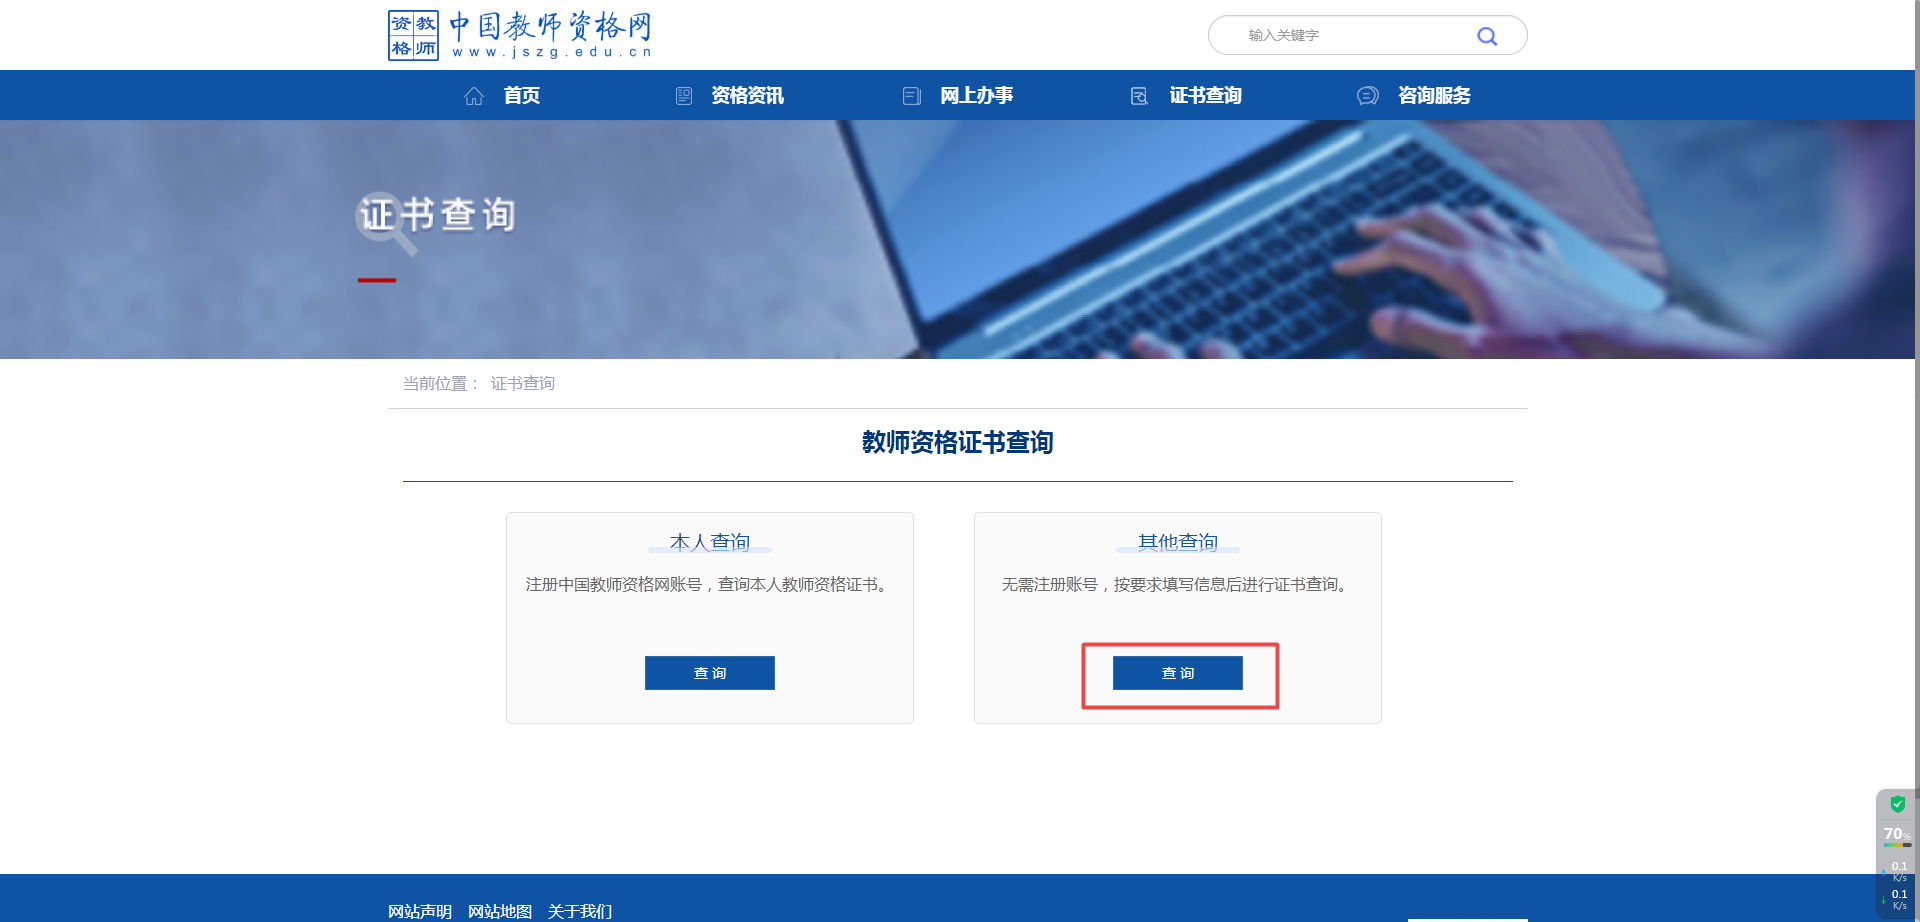 资教
格师
中国教师资格网
www.jszg.edu.cn
输入关键字
首页
资格资讯
网上办事
证书查询
咨询服务
证书查询
当前位置： 证书查询
教师资格证书查询
本人查询
注册中国教师资格网账号，查询本人教师资格证书。
查 询
其他查询
无需注册账号，按要求填写信息后进行证书查询。
查 询
70%
0.1
K/s
0.1
K/s
网站声明 网站地图 关于我们